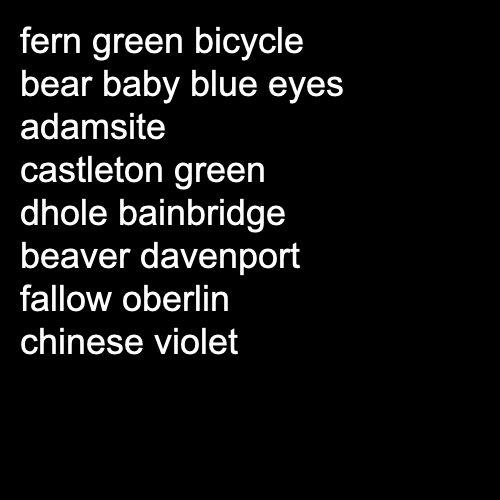 fern green bicycle
bear baby blue eyes
adamsite
castleton green
dhole bainbridge
beaver davenport
fallow oberlin
chinese violet